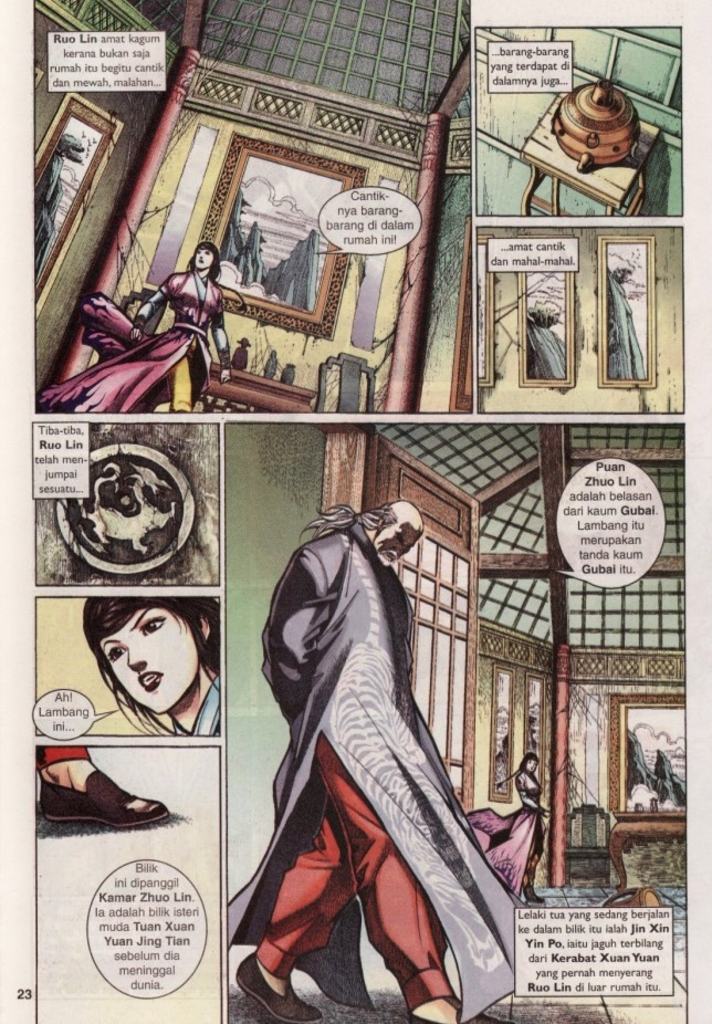 Ruo Lin amat kagum
kerana bukan saja
rumah itu begitu cantik
dan mewah, malahan...
Cantik-
nya barang-
barang di dalam
rumah ini!
...barang-barang
yang terdapat di
dalamnya juga...
...amat cantik
dan mahal-mahal.
Tiba-tiba,
Ruo Lin
telah men-
jumpai
sesuatu...
Ah!
Lambang
ini...
Bilik
ini dipanggil
Kamar Zhuo Lin.
Ia adalah bilik isteri
muda Tuan Xuan
Yuan Jing Tian
sebelum dia
meninggal
dunia.
Puan
Zhuo Lin
adalah belasan
dari kaum Gubai.
Lambang itu
merupakan
tanda kaum
Gubai itu.
Lelaki tua yang sedang berjalan
ke dalam bilik itu ialah Jin Xin
Yin Po, iaitu jaguh terbilang
dari Kerabat Xuan Yuan
yang pernah menyerang
Ruo Lin di luar rumah itu.
23